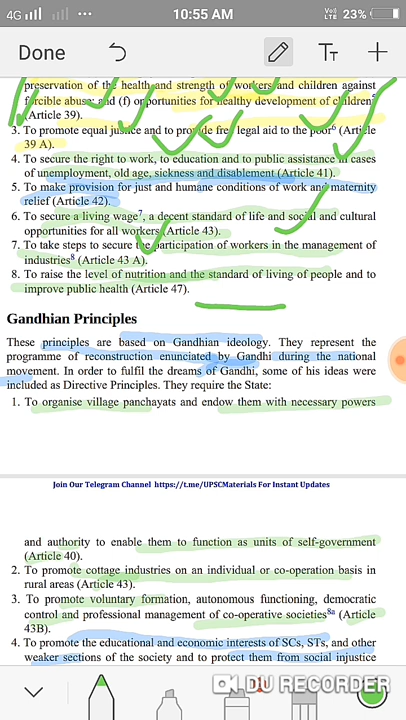 4G
10:55 AM
Vo) LTE 23%
Done
TT +
preservation of the health and strength of workers and children against
forcible abuse; and (f) opportunities for healthy development of children5
(Article 39).
3. To promote equal justice and to provide free legal aid to the poor6 (Article
39 A).
4. To secure the right to work, to education and to public assistance in cases
of unemployment, old age, sickness and disablement (Article 41).
5. To make provision for just and humane conditions of work and maternity
relief (Article 42).
6. To secure a living wage7, a decent standard of life and social and cultural
opportunities for all workers (Article 43).
7. To take steps to secure the participation of workers in the management of
industries8 (Article 43 A).
8. To raise the level of nutrition and the standard of living of people and to
improve public health (Article 47).
Gandhian Principles
These principles are based on Gandhian ideology. They represent the
programme of reconstruction enunciated by Gandhi during the national
movement. In order to fulfil the dreams of Gandhi, some of his ideas were
included as Directive Principles. They require the State:
1. To organise village panchayats and endow them with necessary powers
Join Our Telegram Channel https://t.me/UPSCMaterials For Instant Updates
and authority to enable them to function as units of self-government
(Article 40).
2. To promote cottage industries on an individual or co-operation basis in
rural areas (Article 43).
3. To promote voluntary formation, autonomous functioning, democratic
control and professional management of co-operative societies8a (Article
43B).
4. To promote the educational and economic interests of SCs, STs, and other
weaker sections of the society and to protect them from social injustice
DU RECORDER